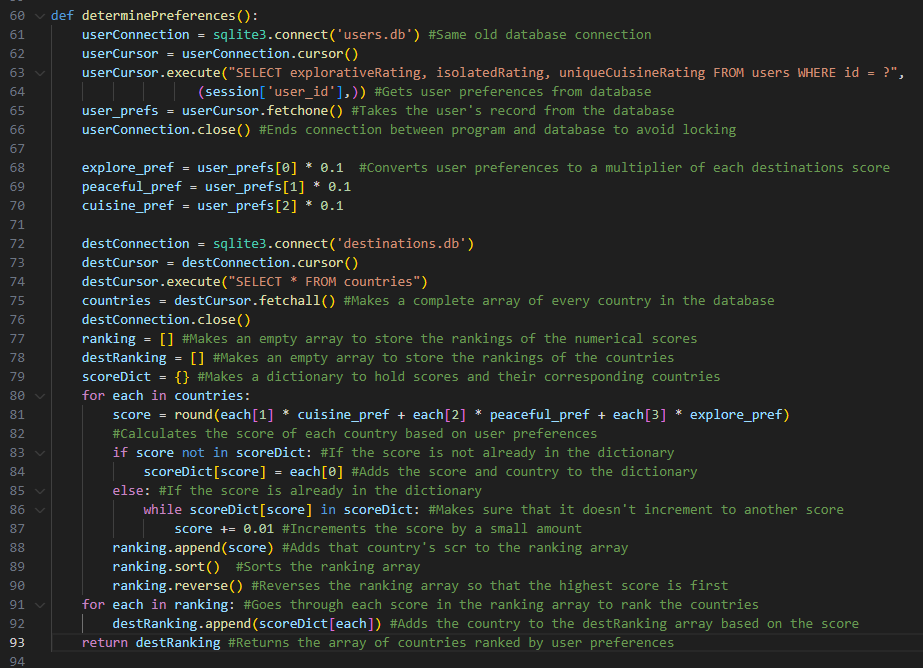 60 def determinePreferences():
61 userConnection = sqlite3.connect('users.db') #Same old database connection
62 userCursor = userConnection.cursor()
63 userCursor.execute("SELECT explorativeRating, isolatedRating, uniqueCuisineRating FROM users WHERE id = ?",
64 (session['user_id'],)) #Gets user preferences from database
65 user_prefs = userCursor.fetchone() #Takes the user's record from the database
66 userConnection.close() #Ends connection between program and database to avoid locking
67
68 explore_pref = user_prefs[0] * 0.1  #Converts user preferences to a multiplier of each destinations score
69 peaceful_pref = user_prefs[1] * 0.1
70 cuisine_pref = user_prefs[2] * 0.1
71
72 destConnection = sqlite3.connect('destinations.db')
73 destCursor = destConnection.cursor()
74 destCursor.execute("SELECT * FROM countries")
75 countries = destCursor.fetchall() #Makes a complete array of every country in the database
76 destConnection.close()
77 ranking = [] #Makes an empty array to store the rankings of the numerical scores
78 destRanking = [] #Makes an empty array to store the rankings of the countries
79 scoreDict = {} #Makes a dictionary to hold scores and their corresponding countries
80 for each in countries:
81 score = round(each[1] * cuisine_pref + each[2] * peaceful_pref + each[3] * explore_pref)
82 #Calculates the score of each country based on user preferences
83 if score not in scoreDict: #If the score is not already in the dictionary
84 scoreDict[score] = each[0] #Adds the score and country to the dictionary
85 else: #If the score is already in the dictionary
86 while scoreDict[score] in scoreDict: #Makes sure that it doesn't increment to another score
87 score += 0.01 #Increments the score by a small amount
88 ranking.append(score) #Adds that country's scr to the ranking array
89 ranking.sort()  #Sorts the ranking array
90 ranking.reverse() #Reverses the ranking array so that the highest score is first
91 for each in ranking: #Goes through each score in the ranking array to rank the countries
92 destRanking.append(scoreDict[each]) #Adds the country to the destRanking array based on the score
93 return destRanking #Returns the array of countries ranked by user preferences
94